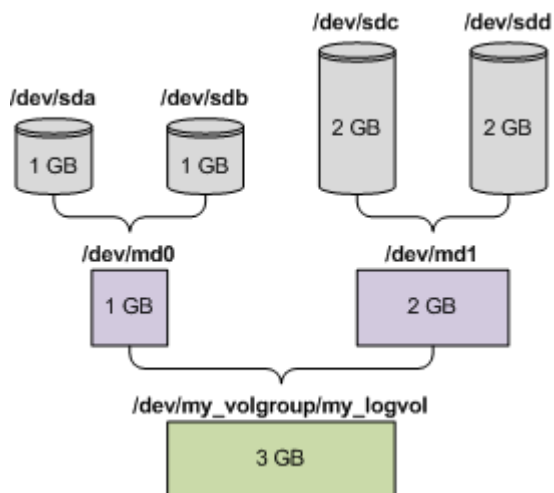 /dev/sdc /dev/sdd
/dev/sda /dev/sdb
2 GB 2 GB
1 GB 1 GB
/dev/md0 /dev/md1
1 GB 2 GB
/dev/my_volgroup/my_logvol
3 GB